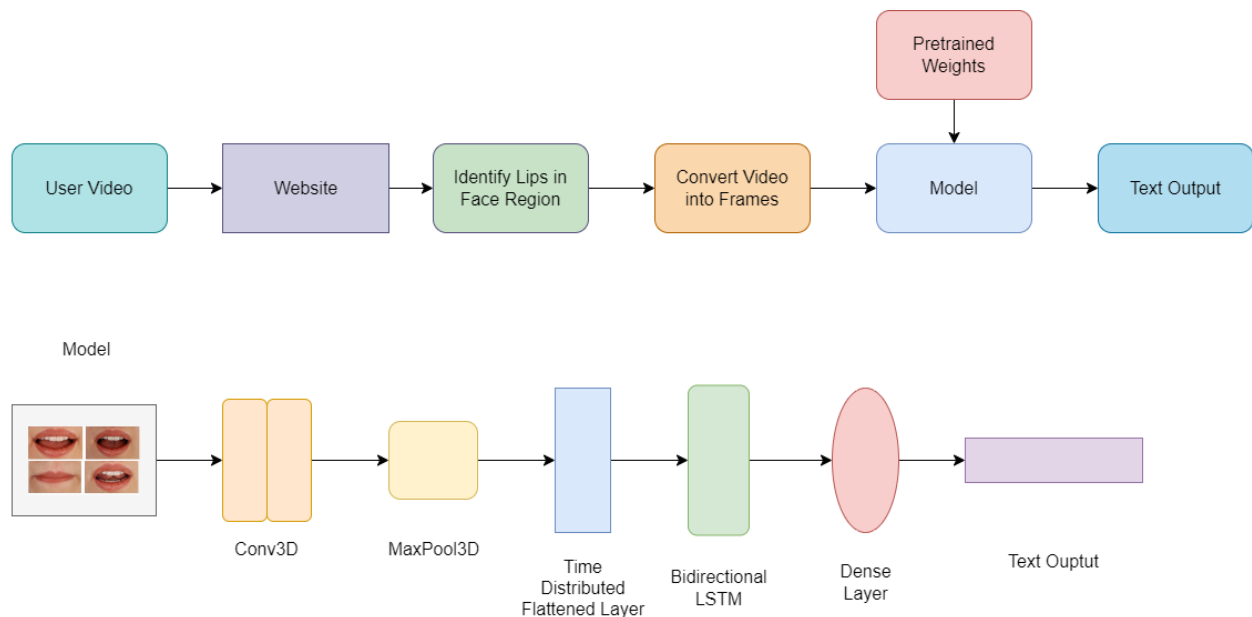 Pretrained
Weights
User Video
Website
Identify Lips in
Face Region
Convert Video
into Frames
Model
Text Output
Model
Conv3D
MaxPool3D
Time
Distributed
Flattened Layer
Bidirectional
LSTM
Dense
Layer
Text Ouptut